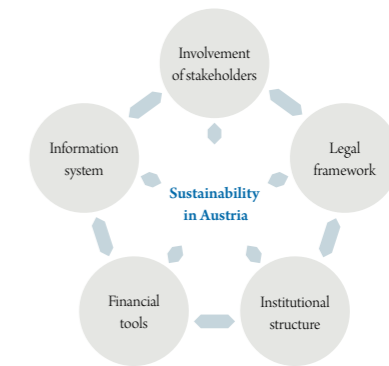 Involvement
of stakeholders
Information
system
Legal
framework
Sustainability
in Austria
Financial
tools
Institutional
structure